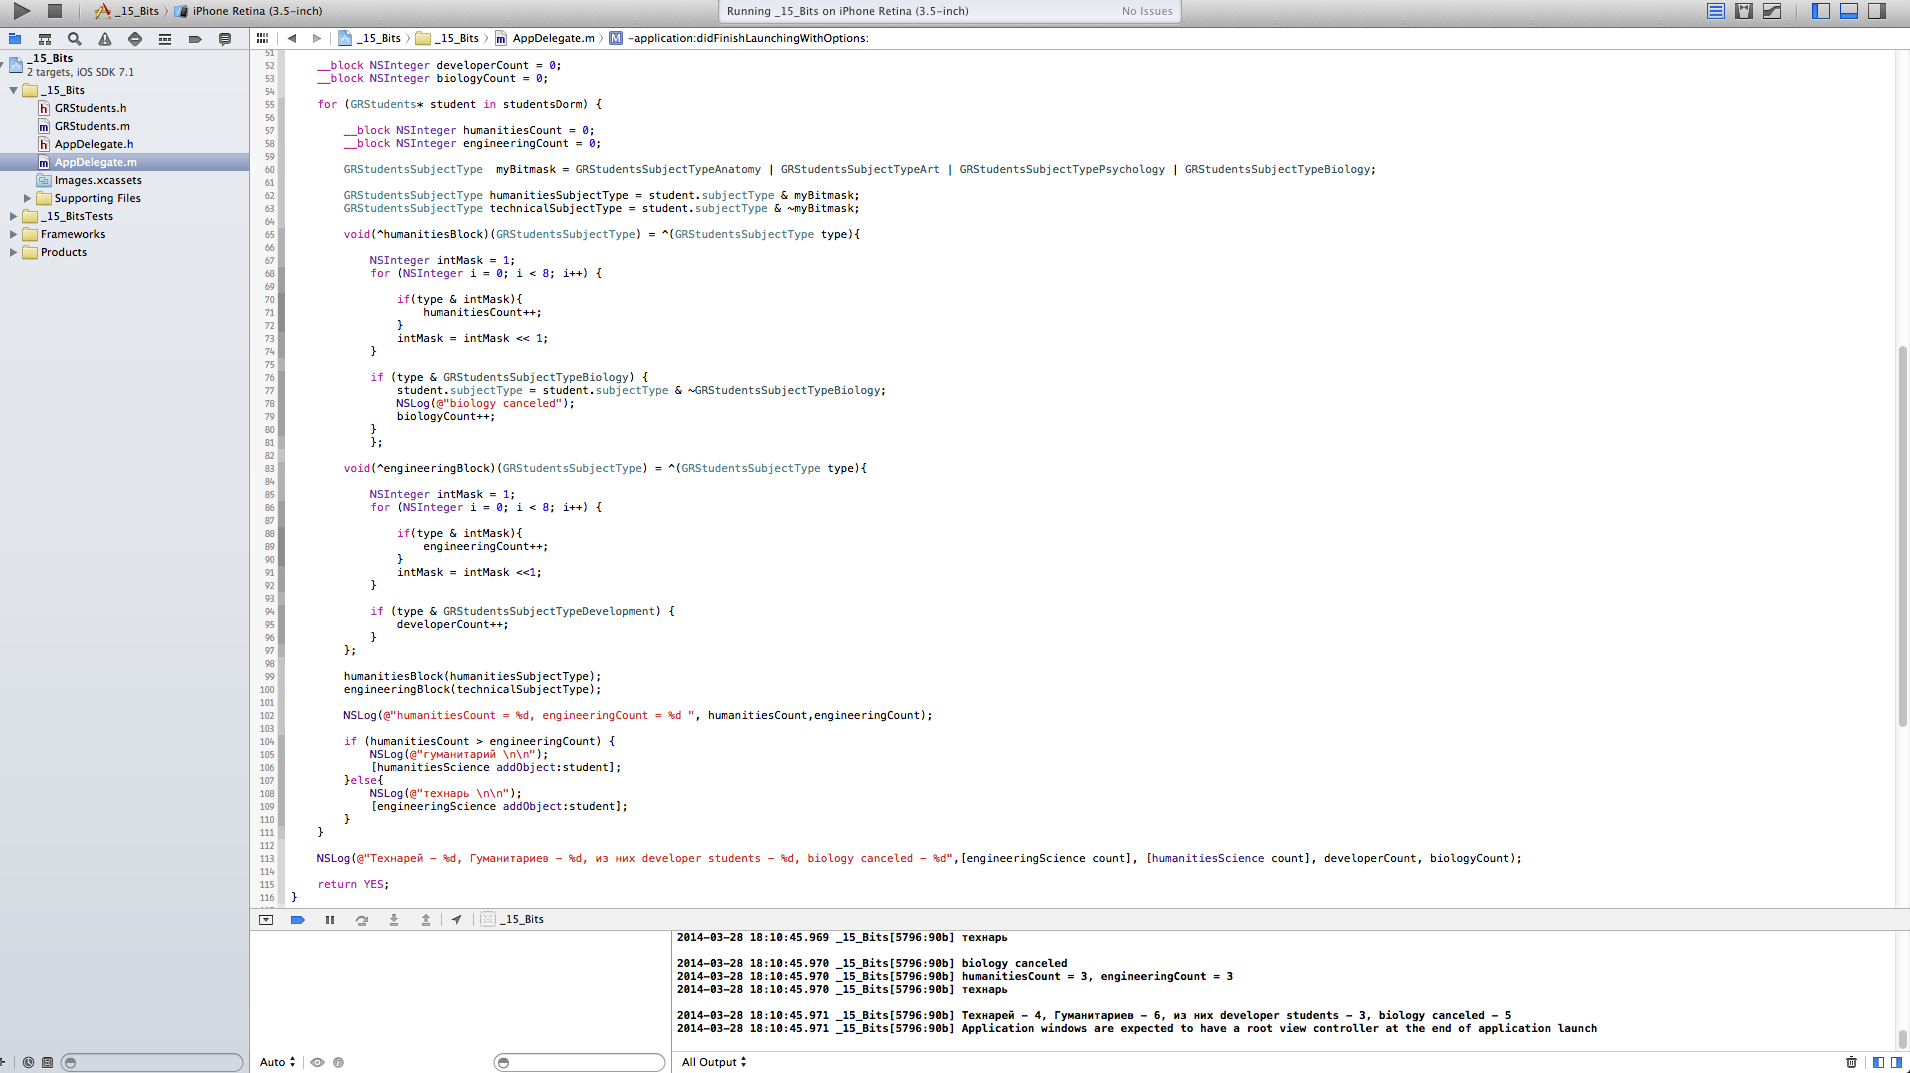 _15_Bits 〉 iPhone Retina (3.5-inch)
Running _15_Bits on iPhone Retina (3.5-inch)
No Issues
_15_Bits 〉 _15_Bits 〉 AppDelegate.m 〉 M -application:didFinishLaunchingWithOptions:
_15_Bits
2 targets, iOS SDK 7.1
_15_Bits
h GRStudents.h
m GRStudents.m
h AppDelegate.h
m AppDelegate.m
Images.xcassets
Supporting Files
_15_BitsTests
Frameworks
Products
51
52 __block NSInteger developerCount = 0;
53 __block NSInteger biologyCount = 0;
54
55 for (GRStudents* student in studentsDorm) {
56
57 __block NSInteger humanitiesCount = 0;
58 __block NSInteger engineeringCount = 0;
59
60 GRStudentsSubjectType  myBitmask = GRStudentsSubjectTypeAnatomy | GRStudentsSubjectTypeArt | GRStudentsSubjectTypePsychology | GRStudentsSubjectTypeBiology;
61
62 GRStudentsSubjectType humanitiesSubjectType = student.subjectType & myBitmask;
63 GRStudentsSubjectType technicalSubjectType = student.subjectType & ~myBitmask;
64
65 void(^humanitiesBlock)(GRStudentsSubjectType) = ^(GRStudentsSubjectType type){
66
67 NSInteger intMask = 1;
68 for (NSInteger i = 0; i < 8; i++) {
69
70 if(type & intMask){
71 humanitiesCount++;
72 }
73 intMask = intMask << 1;
74 }
75
76 if (type & GRStudentsSubjectTypeBiology) {
77 student.subjectType = student.subjectType & ~GRStudentsSubjectTypeBiology;
78 NSLog(@"biology canceled");
79 biologyCount++;
80 }
81 };
82
83 void(^engineeringBlock)(GRStudentsSubjectType) = ^(GRStudentsSubjectType type){
84
85 NSInteger intMask = 1;
86 for (NSInteger i = 0; i < 8; i++) {
87
88 if(type & intMask){
89 engineeringCount++;
90 }
91 intMask = intMask <<1;
92 }
93
94 if (type & GRStudentsSubjectTypeDevelopment) {
95 developerCount++;
96 }
97 };
98
99 humanitiesBlock(humanitiesSubjectType);
100 engineeringBlock(technicalSubjectType);
101
102 NSLog(@"humanitiesCount = %d, engineeringCount = %d ", humanitiesCount,engineeringCount);
103
104 if (humanitiesCount > engineeringCount) {
105 NSLog(@"гуманитарий \n\n");
106 [humanitiesScience addObject:student];
107 }else{
108 NSLog(@"технарь \n\n");
109 [engineeringScience addObject:student];
110 }
111 }
112
113 NSLog(@"Технарей - %d, Гуманитариев - %d, из них developer students - %d, biology canceled - %d",[engineeringScience count], [humanitiesScience count], developerCount, biologyCount);
114
115 return YES;
116 }
_15_Bits
2014-03-28 18:10:45.969 _15_Bits[5796:90b] технарь
2014-03-28 18:10:45.970 _15_Bits[5796:90b] biology canceled
2014-03-28 18:10:45.970 _15_Bits[5796:90b] humanitiesCount = 3, engineeringCount = 3
2014-03-28 18:10:45.970 _15_Bits[5796:90b] технарь
2014-03-28 18:10:45.971 _15_Bits[5796:90b] Технарей - 4, Гуманитариев - 6, из них developer students - 3, biology canceled - 5
2014-03-28 18:10:45.971 _15_Bits[5796:90b] Application windows are expected to have a root view controller at the end of application launch
Auto
All Output